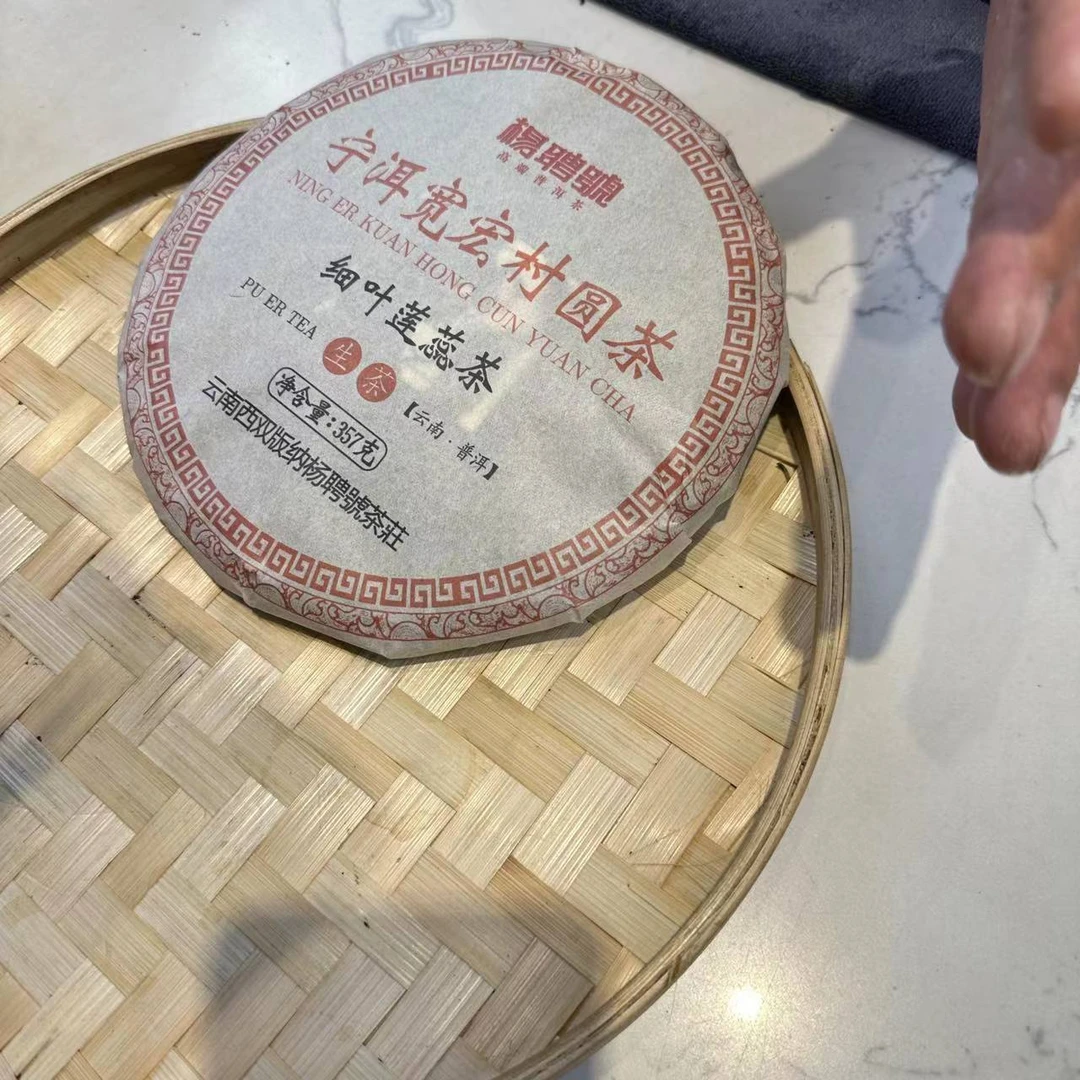 杨聘號
高端普洱茶
宁洱宽宏村圆茶
NING ER KUAN HONG CUN YUAN CHA
细叶莲蕊茶
PU ER TEA
生茶
【云南·普洱】
净含量:357克
云南西双版纳杨聘號茶莊